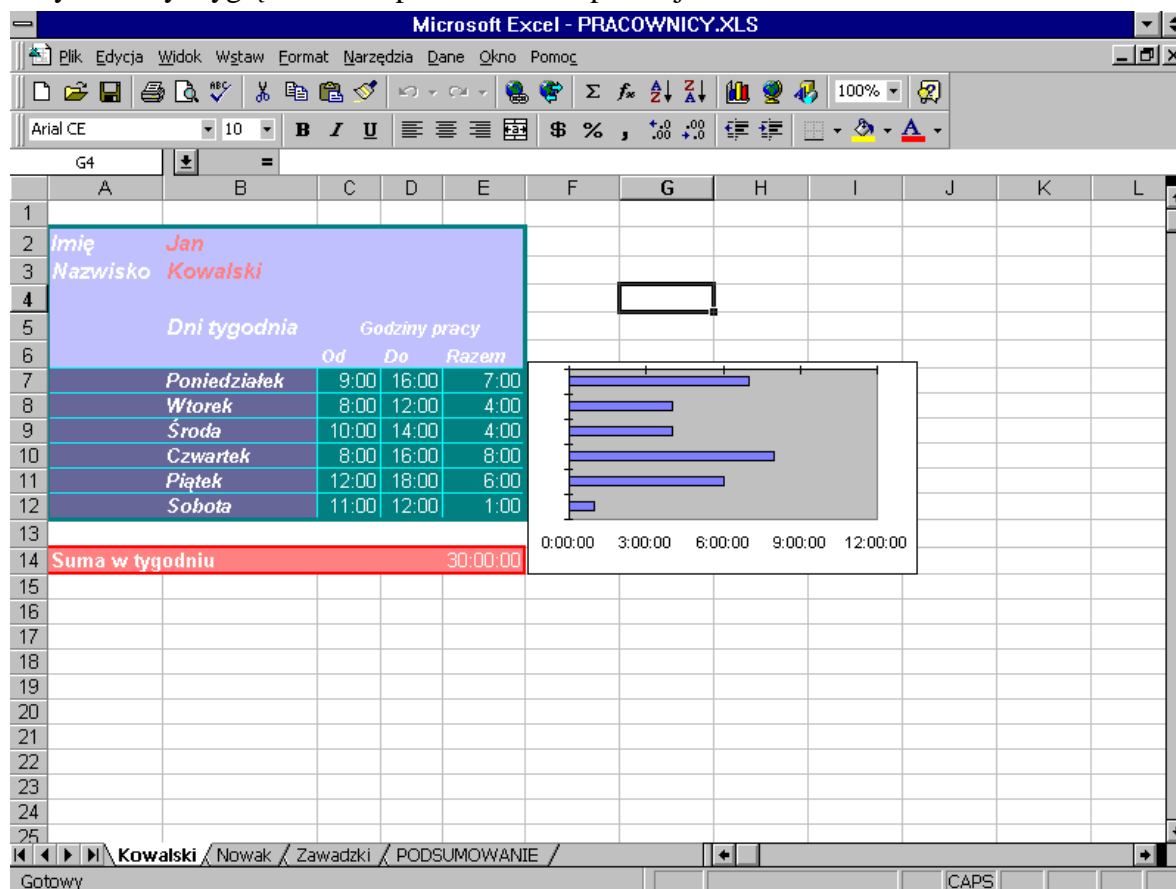 Microsoft Excel - PRACOWNICY.XLS
Plik Edycja Widok Wstaw Format Narzędzia Dane Okno Pomoc
100%
Arial CE 10 B I U $ % ,
G4 =
A B C D E F G H I J K L
1
2 Imię Jan
3 Nazwisko Kowalski
4
5 Dni tygodnia Godziny pracy
6 Od Do Razem
7 Poniedziałek 9:00 16:00 7:00
8 Wtorek 8:00 12:00 4:00
9 Środa 10:00 14:00 4:00
10 Czwartek 8:00 16:00 8:00
11 Piątek 12:00 18:00 6:00
12 Sobota 11:00 12:00 1:00
13
0:00:00 3:00:00 6:00:00 9:00:00 12:00:00
14 Suma w tygodniu 30:00:00
15
16
17
18
19
20
21
22
23
24
25
Kowalski Nowak Zawadzki PODSUMOWANIE
Gotowy CAPS